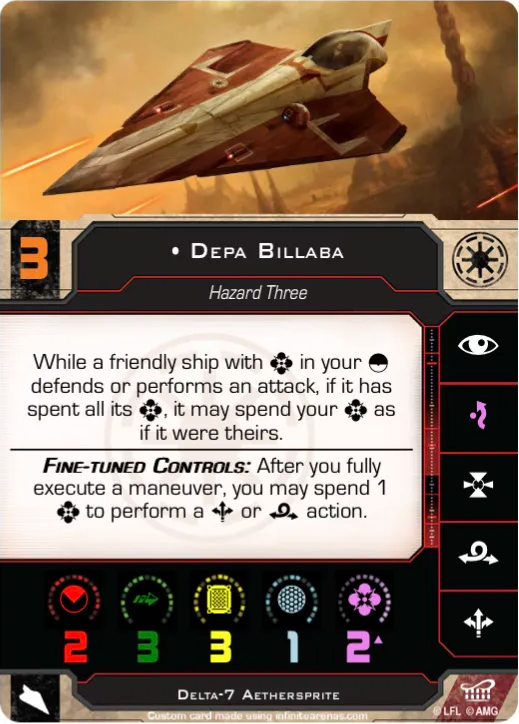 3
• Depa Billaba
Hazard Three
While a friendly ship with in your
defends or performs an attack, if it has
spent all its , it may spend your as
if it were theirs.
Fine-tuned Controls: After you fully
execute a maneuver, you may spend 1
to perform a or action.
2 3 3 1 2
Delta-7 Aethersprite
© LFL © AMG
Custom card made using infinitearenas.com